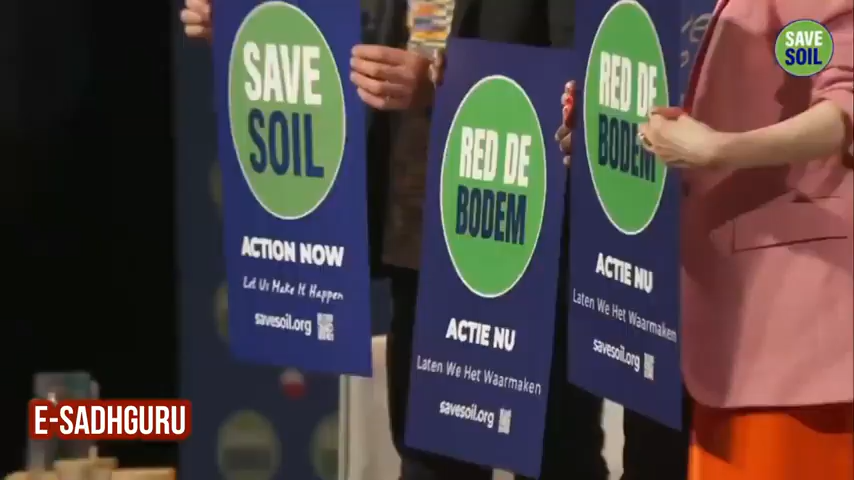 SAVE
SOIL
ACTION NOW
Let Us Make It Happen
savesoil.org
RED DE
BODEM
ACTIE NU
Laten We Het Waarmaken
savesoil.org
RED DE
BODEM
ACTIE NU
Laten We Het Waarmaken
savesoil.org
SAVE
SOIL
E-SADHGURU